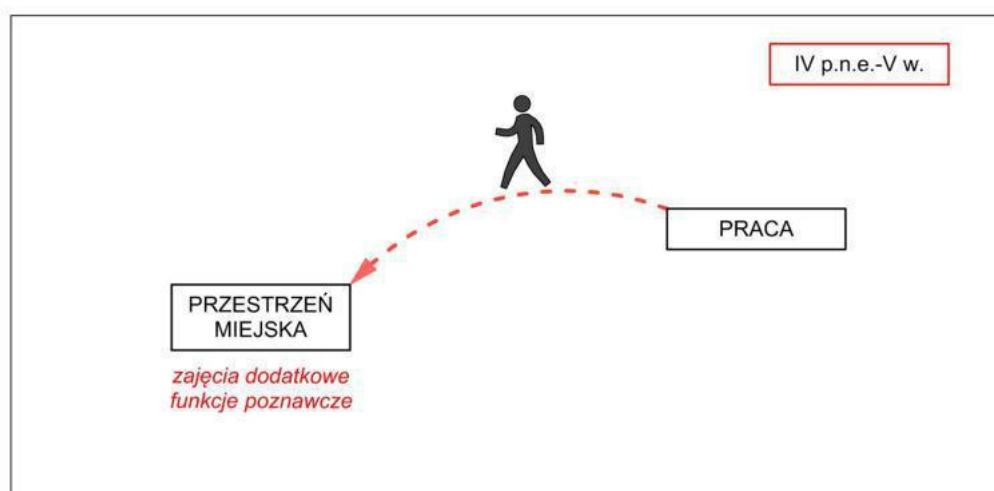 IV p.n.e.-V w.
PRACA
PRZESTRZEŃ
MIEJSKA
zajęcia dodatkowe
funkcje poznawcze